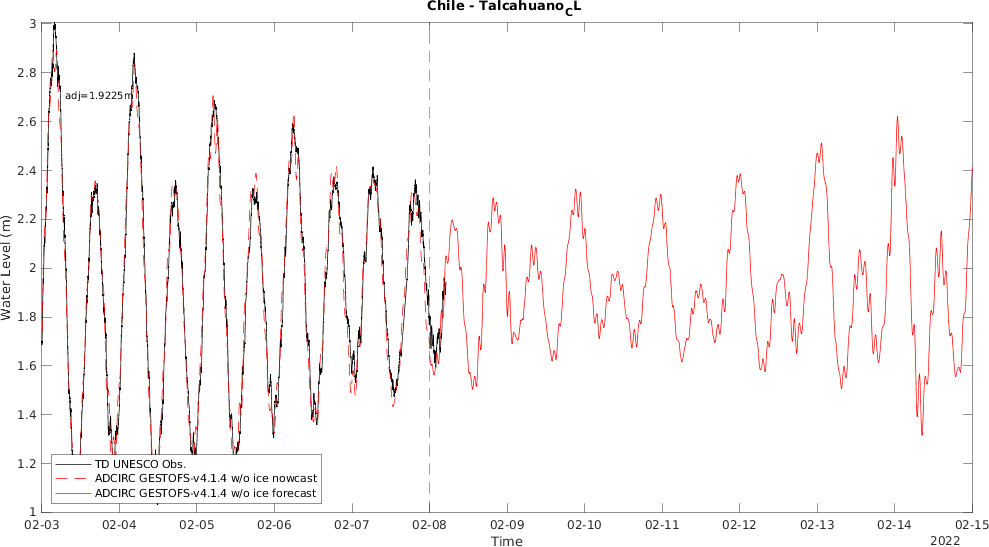 Chile - Talcahuano_CL
3
2.8
adj=1.9225m
2.6
2.4
2.2
2
1.8
1.6
1.4
1.2
1
Water Level (m)
TD UNESCO Obs.
ADCIRC GESTOFS-v4.1.4 w/o ice nowcast
ADCIRC GESTOFS-v4.1.4 w/o ice forecast
02-03 02-04 02-05 02-06 02-07 02-08 02-09 02-10 02-11 02-12 02-13 02-14 02-15
Time
2022